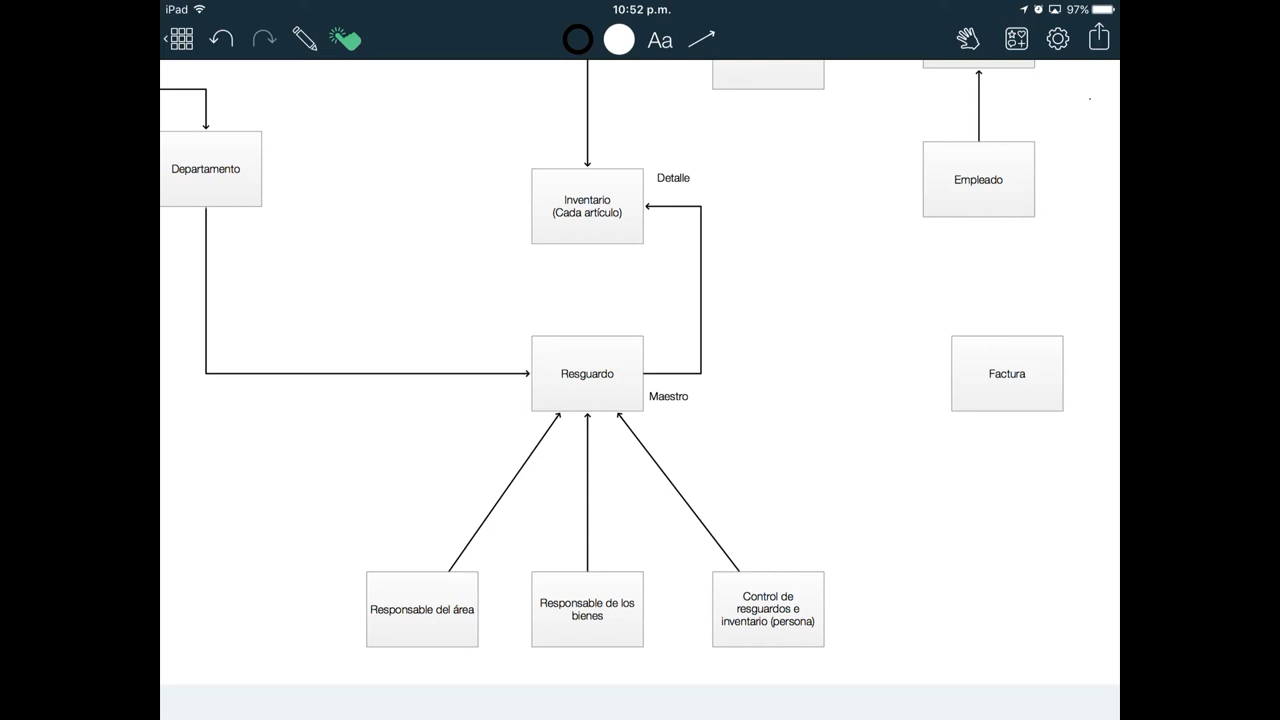 iPad
10:52 p.m.
97%
Aa
Departamento
Inventario
(Cada artículo)
Detalle
Empleado
Resguardo
Maestro
Factura
Responsable del área
Responsable de los
bienes
Control de
resguardos e
inventario (persona)